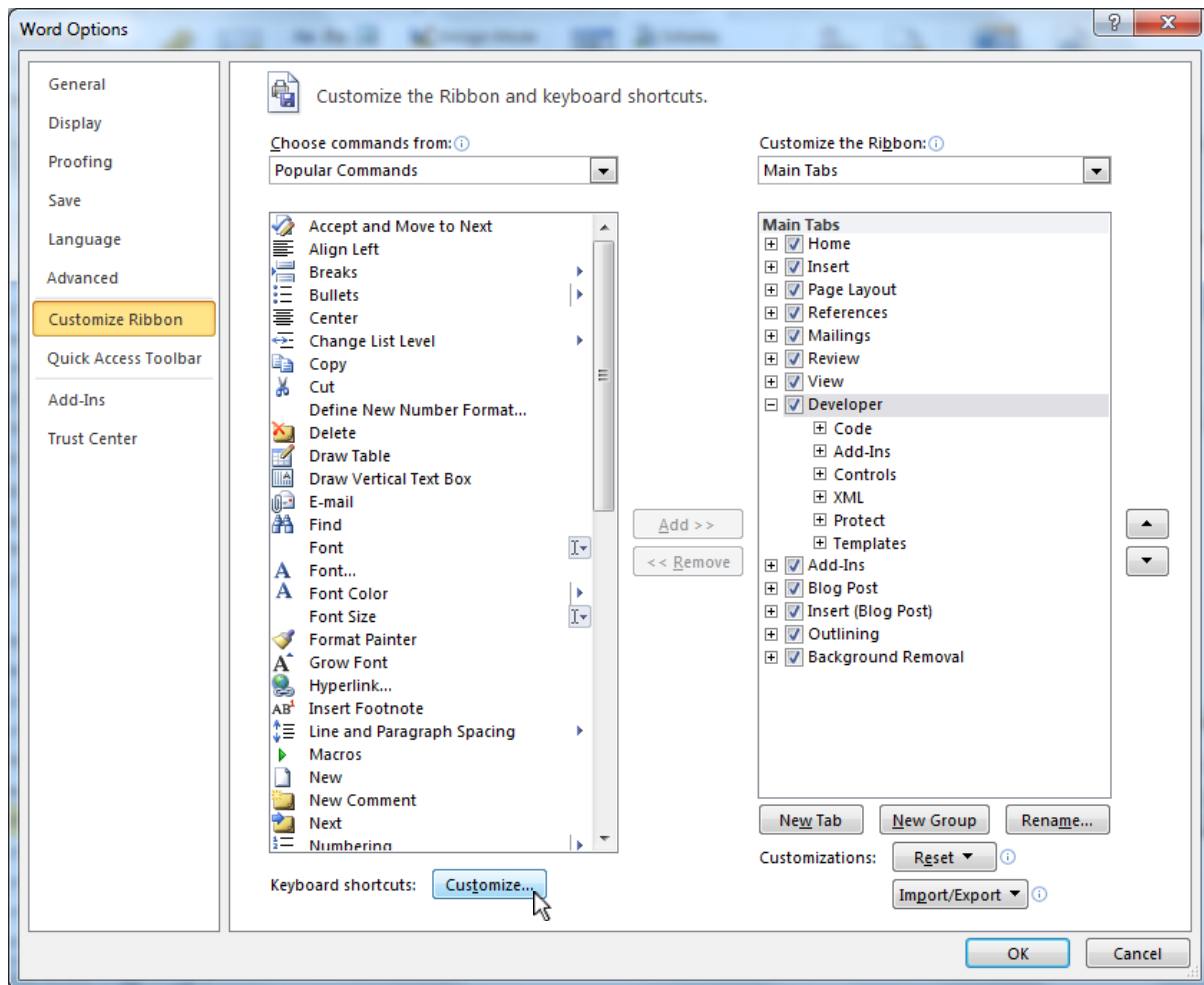 Word Options
General
Display
Proofing
Save
Language
Advanced
Customize Ribbon
Quick Access Toolbar
Add-Ins
Trust Center
Customize the Ribbon and keyboard shortcuts.
Choose commands from:
Popular Commands
Accept and Move to Next
Align Left
Breaks
Bullets
Center
Change List Level
Copy
Cut
Define New Number Format...
Delete
Draw Table
Draw Vertical Text Box
E-mail
Find
Font
Font...
Font Color
Font Size
Format Painter
Grow Font
Hyperlink...
Insert Footnote
Line and Paragraph Spacing
Macros
New
New Comment
Next
Numbering
Keyboard shortcuts: Customize...
Add >>
<< Remove
Customize the Ribbon:
Main Tabs
Main Tabs
Home
Insert
Page Layout
References
Mailings
Review
View
Developer
Code
Add-Ins
Controls
XML
Protect
Templates
Add-Ins
Blog Post
Insert (Blog Post)
Outlining
Background Removal
New Tab New Group Rename...
Customizations: Reset
Import/Export
OK Cancel